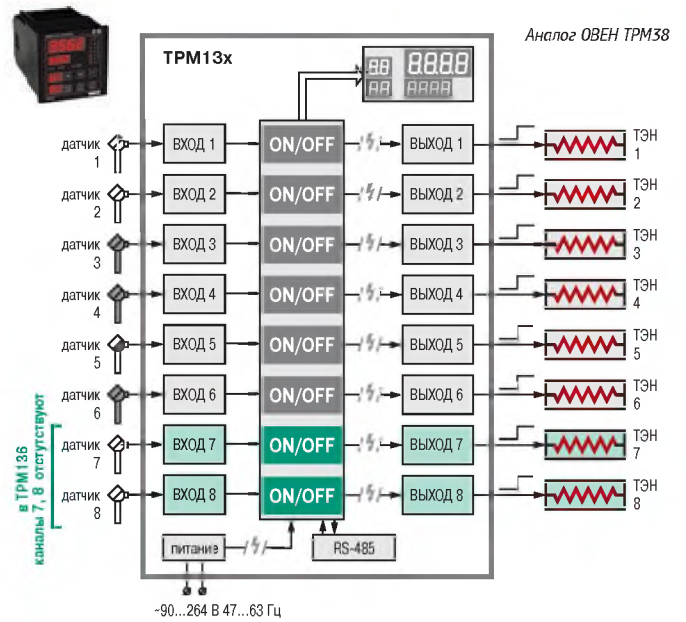 Аналог ОВЕН ТРМ38
ТРМ13х
датчик 1
ВХОД 1
ON/OFF
ВЫХОД 1
ТЭН 1
датчик 2
ВХОД 2
ON/OFF
ВЫХОД 2
ТЭН 2
датчик 3
ВХОД 3
ON/OFF
ВЫХОД 3
ТЭН 3
датчик 4
ВХОД 4
ON/OFF
ВЫХОД 4
ТЭН 4
датчик 5
ВХОД 5
ON/OFF
ВЫХОД 5
ТЭН 5
датчик 6
ВХОД 6
ON/OFF
ВЫХОД 6
ТЭН 6
датчик 7
ВХОД 7
ON/OFF
ВЫХОД 7
ТЭН 7
датчик 8
ВХОД 8
ON/OFF
ВЫХОД 8
ТЭН 8
в ТРМ136
каналы 7, 8 отстутствуют
питание
RS-485
~90...264 В 47...63 Гц